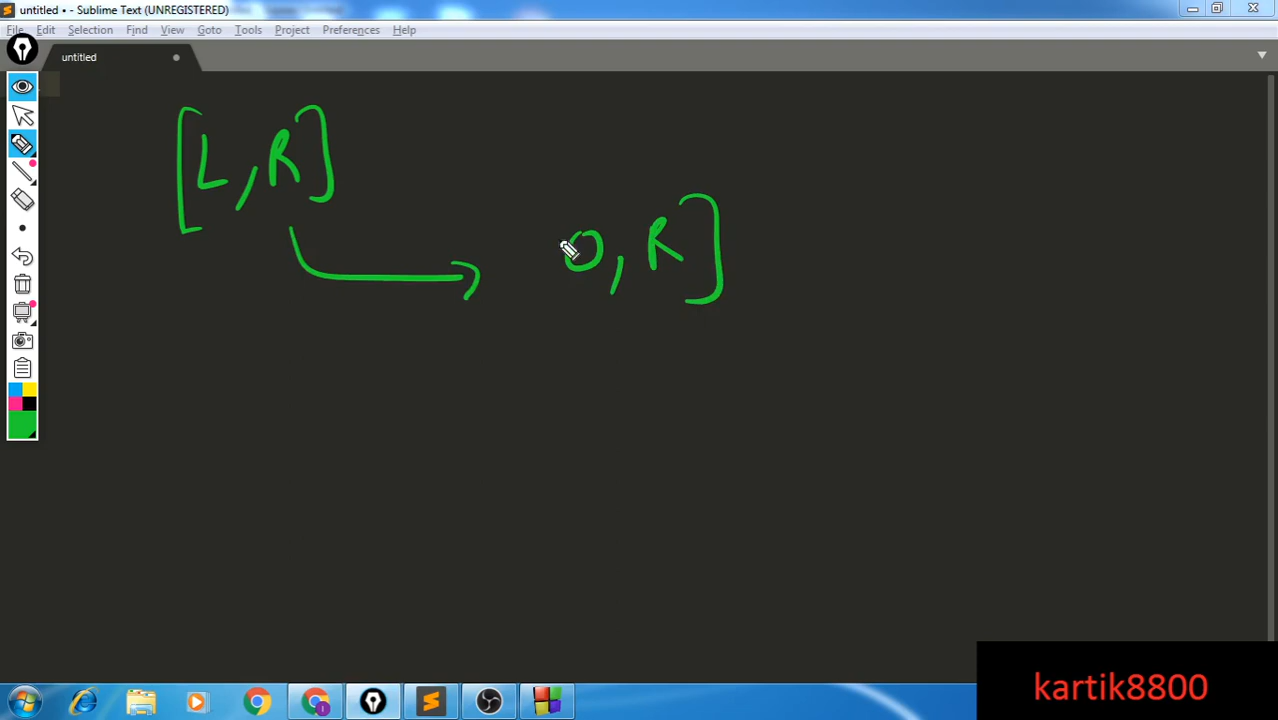 untitled • - Sublime Text (UNREGISTERED)
File Edit Selection Find View Goto Tools Project Preferences Help
untitled
[L,R]
0,R]
kartik8800